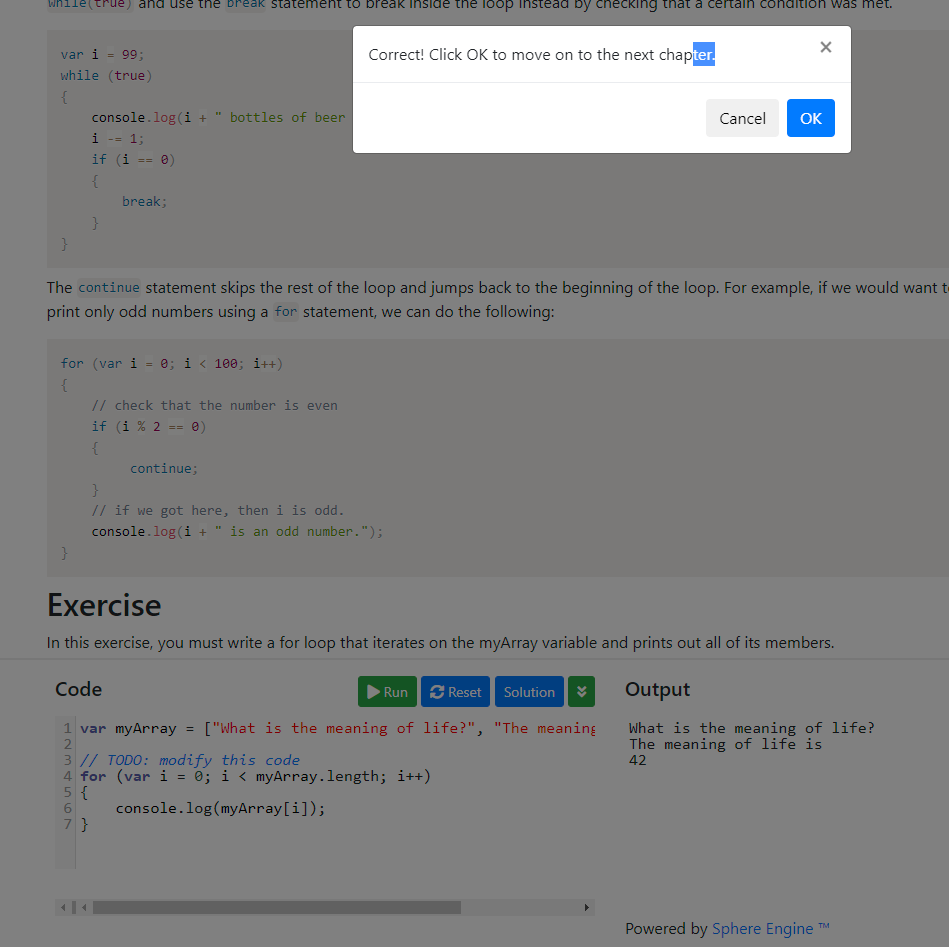 while(true) and use the break statement to break inside the loop instead by checking that a certain condition was met.
Correct! Click OK to move on to the next chapter.
×
Cancel OK
var i = 99;
while (true)
{
    console.log(i + " bottles of beer
    i -= 1;
    if (i == 0)
    {
        break;
    }
}
The continue statement skips the rest of the loop and jumps back to the beginning of the loop. For example, if we would want t
print only odd numbers using a for statement, we can do the following:
for (var i = 0; i < 100; i++)
{
    // check that the number is even
    if (i % 2 == 0)
    {
         continue;
    }
    // if we got here, then i is odd.
    console.log(i + " is an odd number.");
}
Exercise
In this exercise, you must write a for loop that iterates on the myArray variable and prints out all of its members.
Code Run Reset Solution
1 var myArray = ["What is the meaning of life?", "The meaning
2
3 // TODO: modify this code
4 for (var i = 0; i < myArray.length; i++)
5 {
6     console.log(myArray[i]);
7 }
Output
What is the meaning of life?
The meaning of life is
42
Powered by Sphere Engine ™